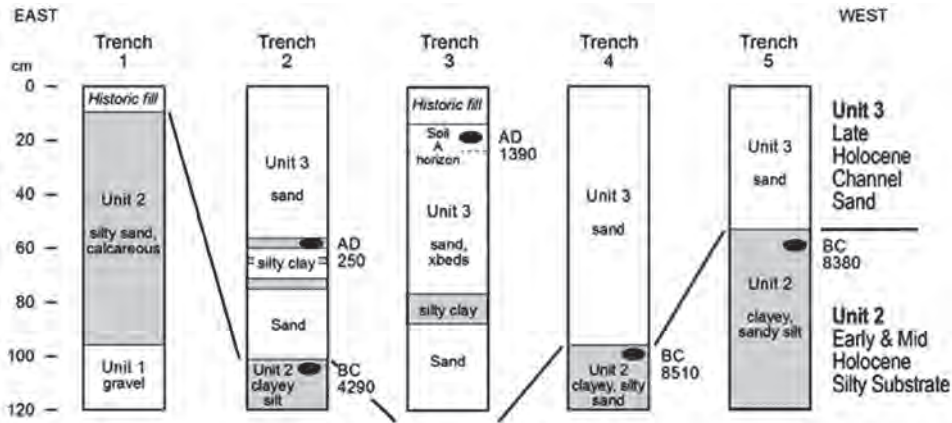 EAST
WEST
Trench
1
Trench
2
Trench
3
Trench
4
Trench
5
cm
0
20
40
60
80
100
120
Historic fill
Unit 2
silty sand,
calcareous
Unit 1
gravel
Unit 3
sand
AD
250
silty clay
Sand
Unit 2
clayey
silt
BC
4290
Historic fill
Soil
A
horizon
AD
1390
Unit 3
sand,
xbeds
silty clay
Sand
Unit 3
sand
Unit 2
clayey, silty
sand
BC
8510
Unit 3
sand
BC
8380
Unit 2
clayey,
sandy silt
Unit 3
Late
Holocene
Channel
Sand
Unit 2
Early & Mid
Holocene
Silty Substrate